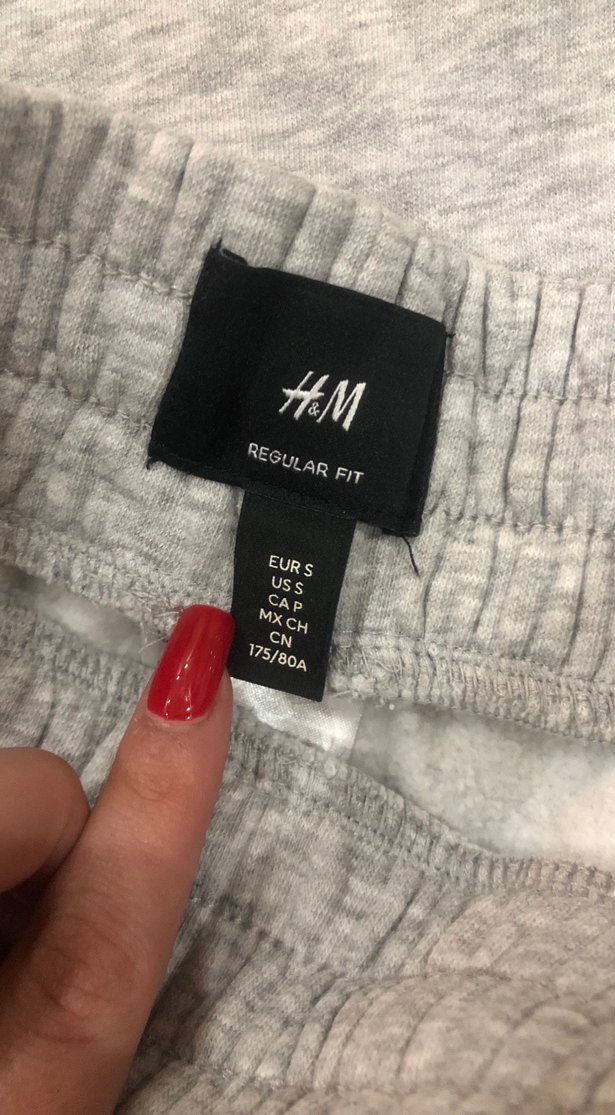 H&M
REGULAR FIT
EUR S
US S
CA P
MX CH
CN
175/80A